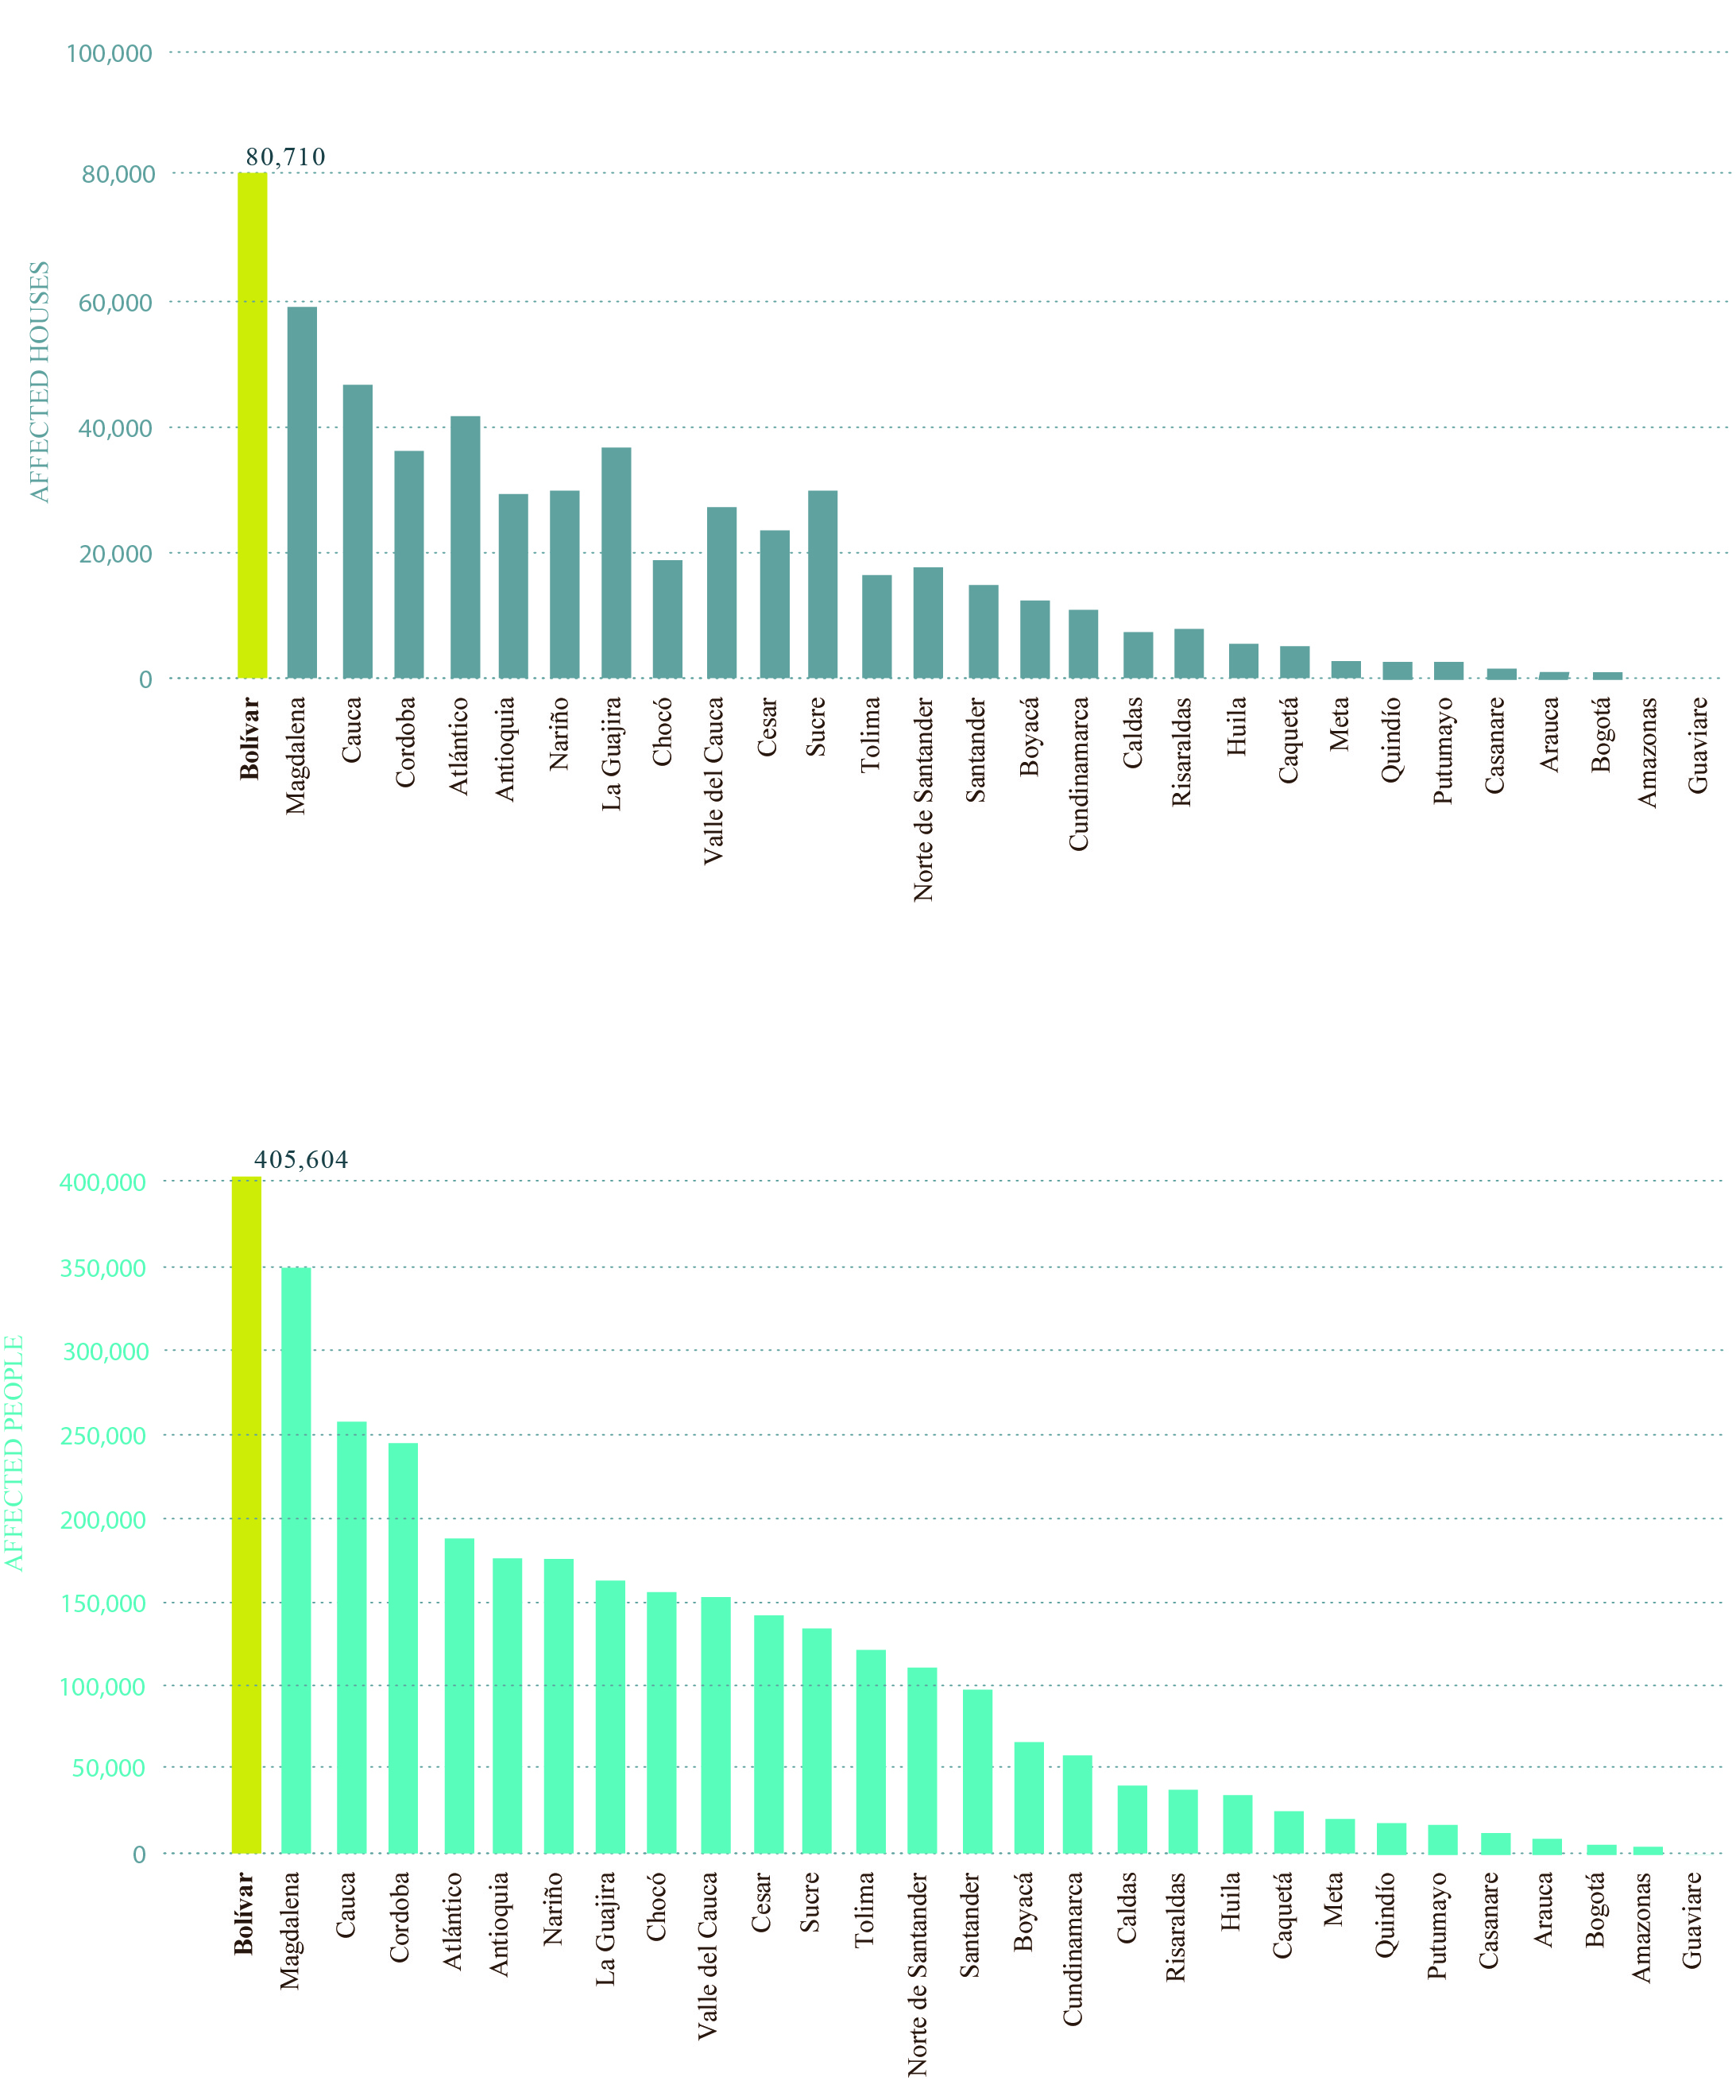 100,000
80,710
80,000
60,000
40,000
20,000
0
AFFECTED HOUSES
Bolívar
Magdalena
Cauca
Cordoba
Atlántico
Antioquia
Nariño
La Guajira
Chocó
Valle del Cauca
Cesar
Sucre
Tolima
Norte de Santander
Santander
Boyacá
Cundinamarca
Caldas
Risaraldas
Huila
Caquetá
Meta
Quindío
Putumayo
Casanare
Arauca
Bogotá
Amazonas
Guaviare
405,604
400,000
350,000
300,000
250,000
200,000
150,000
100,000
50,000
0
AFFECTED PEOPLE
Bolívar
Magdalena
Cauca
Cordoba
Atlántico
Antioquia
Nariño
La Guajira
Chocó
Valle del Cauca
Cesar
Sucre
Tolima
Norte de Santander
Santander
Boyacá
Cundinamarca
Caldas
Risaraldas
Huila
Caquetá
Meta
Quindío
Putumayo
Casanare
Arauca
Bogotá
Amazonas
Guaviare